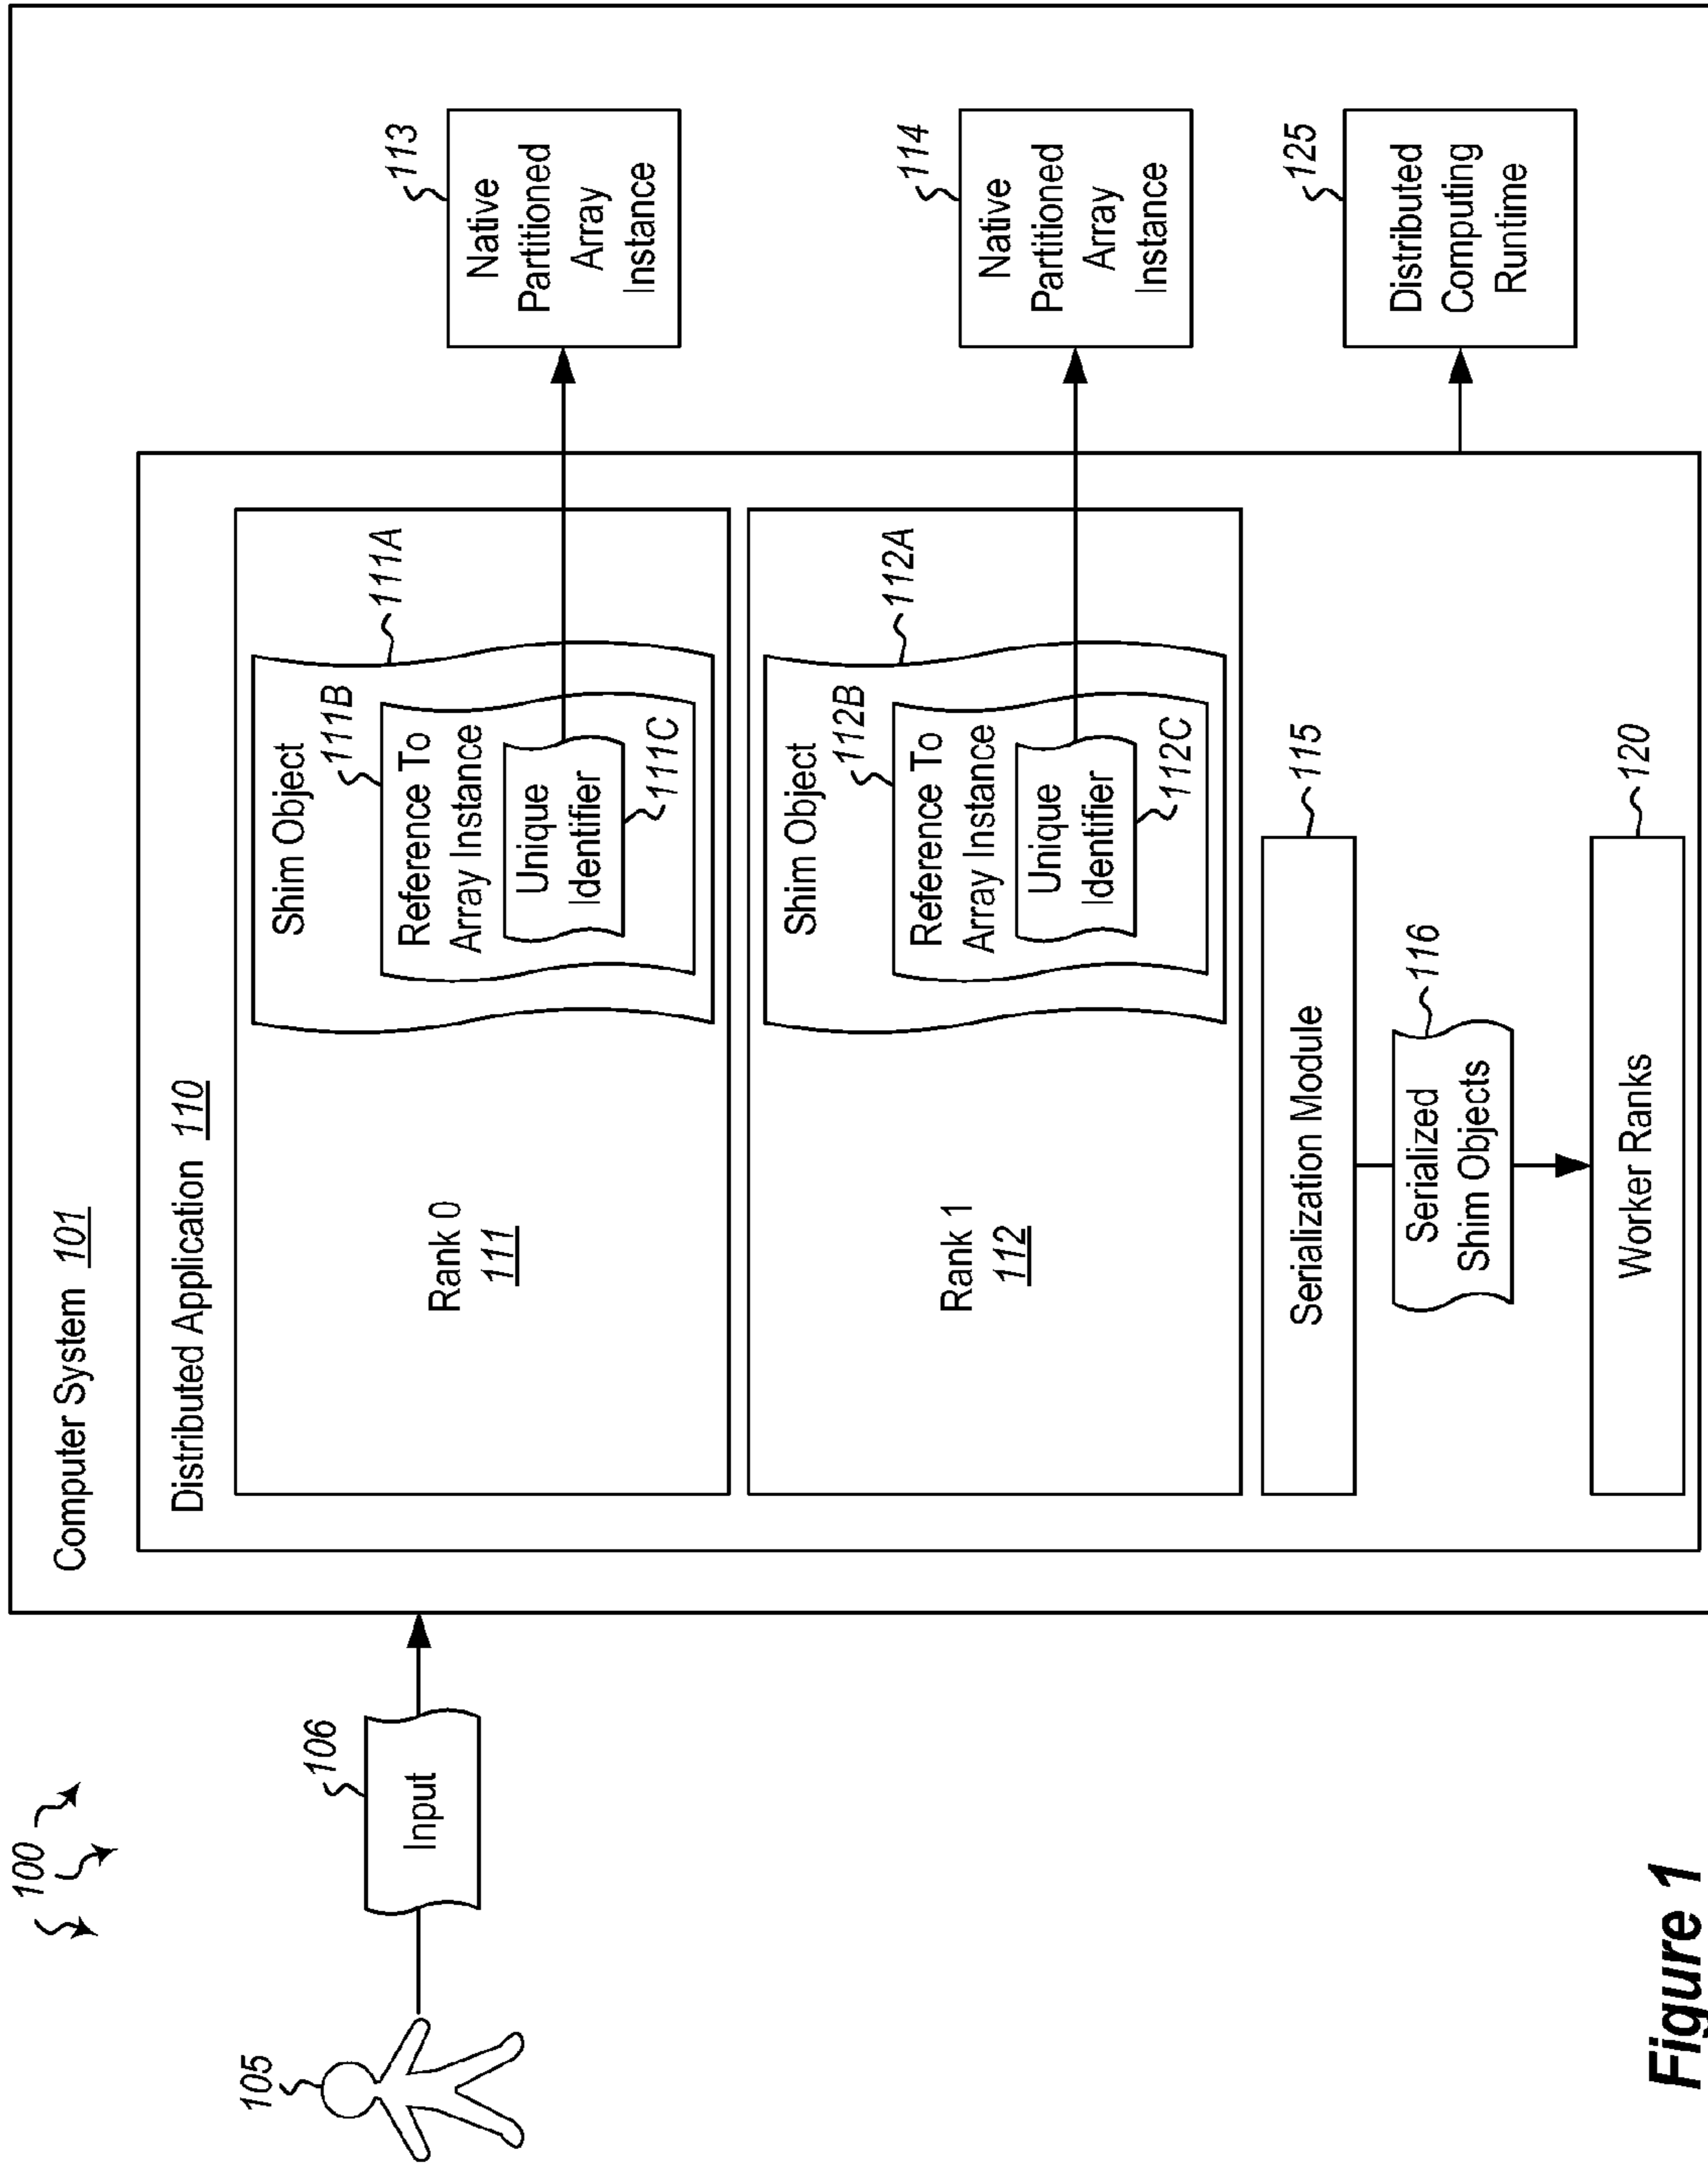 100
Computer System 101
105
106
Input
Distributed Application 110
Rank 0
111
Shim Object
111A
111B
Reference To
Array Instance
Unique
Identifier
111C
113
Native
Partitioned
Array
Instance
Rank 1
112
Shim Object
112A
112B
Reference To
Array Instance
Unique
Identifier
112C
114
Native
Partitioned
Array
Instance
Serialization Module
115
Serialized
Shim Objects
116
Worker Ranks
120
125
Distributed
Computing
Runtime
Figure 1